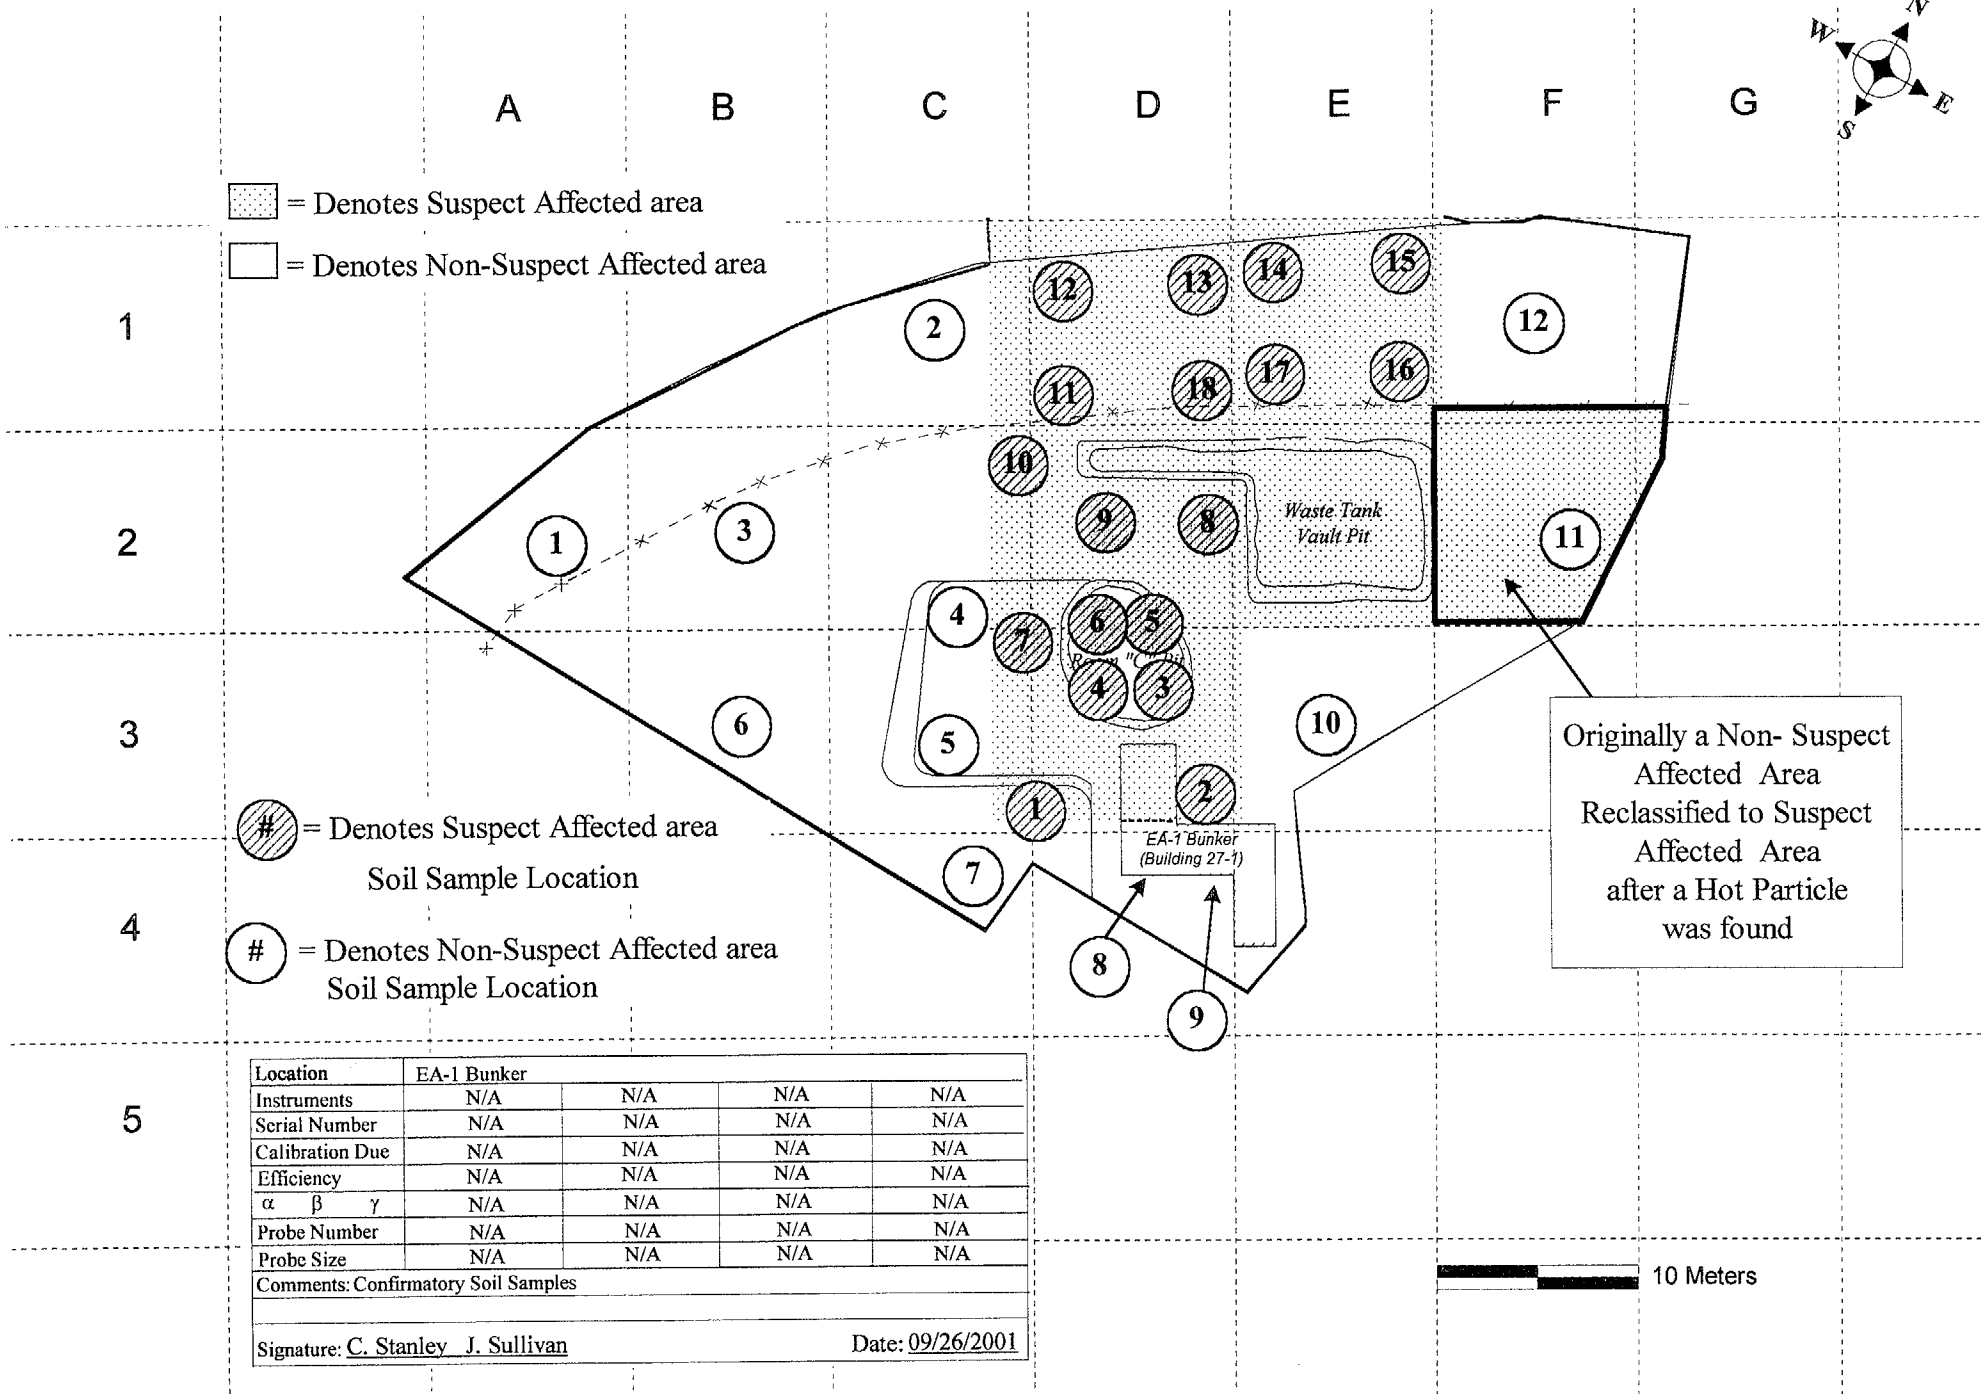 N
W
E
S
A B C D E F G
= Denotes Suspect Affected area
= Denotes Non-Suspect Affected area
1
2
3
4
5
12 13 14 15
2
12
11 18 17 16
10
9 8
Waste Tank
Vault Pit
1
3
11
4
7
6 5
"C" Pit
4 3
6
5
10
1
2
EA-1 Bunker
(Building 27-1)
7
8
9
Originally a Non- Suspect
Affected Area
Reclassified to Suspect
Affected Area
after a Hot Particle
was found
# = Denotes Suspect Affected area
Soil Sample Location
# = Denotes Non-Suspect Affected area
Soil Sample Location
Location EA-1 Bunker
Instruments N/A N/A N/A N/A
Serial Number N/A N/A N/A N/A
Calibration Due N/A N/A N/A N/A
Efficiency N/A N/A N/A N/A
α β γ N/A N/A N/A N/A
Probe Number N/A N/A N/A N/A
Probe Size N/A N/A N/A N/A
Comments: Confirmatory Soil Samples
Signature: C. Stanley J. Sullivan Date: 09/26/2001
10 Meters